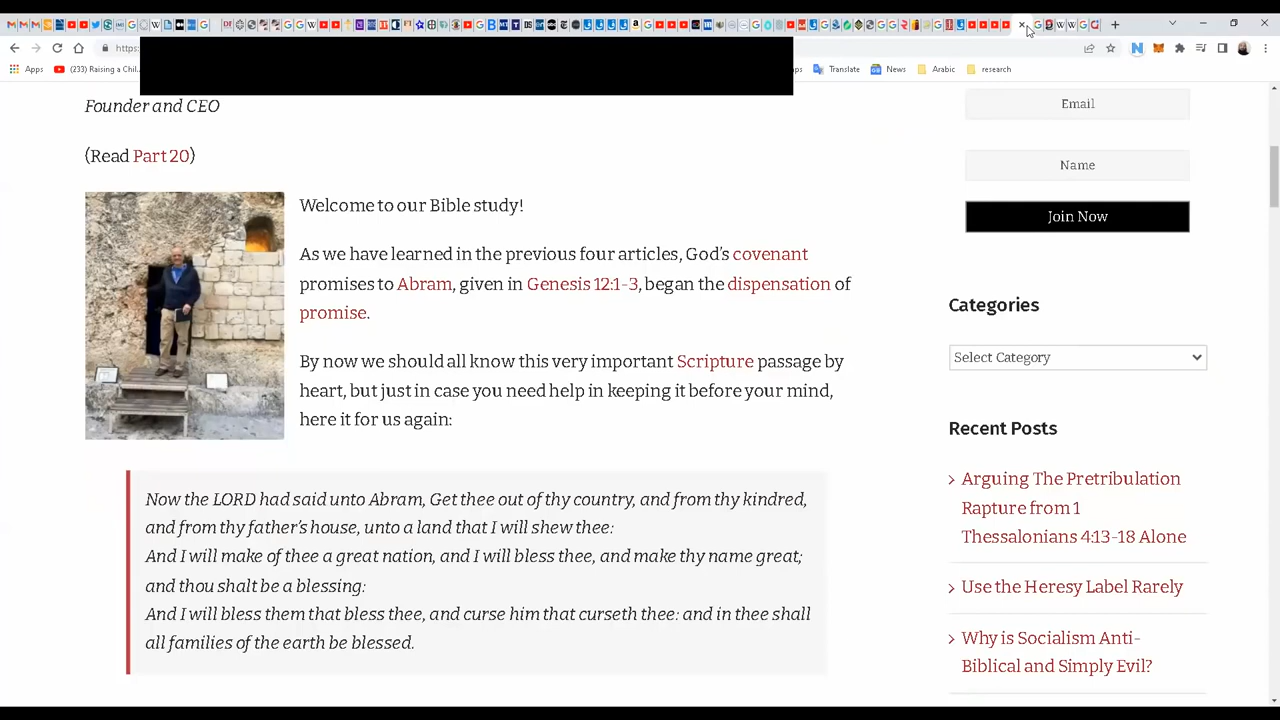 https:
Apps
(233) Raising a Chil...
Translate
News
Arabic
research
Founder and CEO
(Read Part 20)
Welcome to our Bible study!
As we have learned in the previous four articles, God's covenant
promises to Abram, given in Genesis 12:1-3, began the dispensation of
promise.
By now we should all know this very important Scripture passage by
heart, but just in case you need help in keeping it before your mind,
here it for us again:
Now the LORD had said unto Abram, Get thee out of thy country, and from thy kindred,
and from thy father's house, unto a land that I will shew thee:
And I will make of thee a great nation, and I will bless thee, and make thy name great;
and thou shalt be a blessing:
And I will bless them that bless thee, and curse him that curseth thee: and in thee shall
all families of the earth be blessed.
Email
Name
Join Now
Categories
Select Category
Recent Posts
Arguing The Pretribulation
Rapture from 1
Thessalonians 4:13-18 Alone
Use the Heresy Label Rarely
Why is Socialism Anti-
Biblical and Simply Evil?